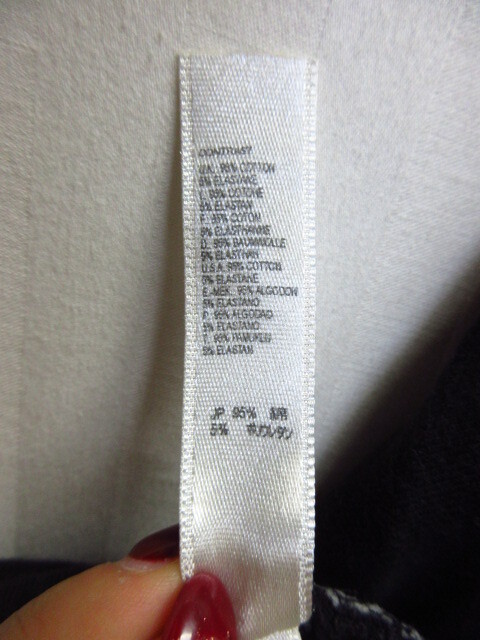 CONTRAST
U.K. 95% COTTON
5% ELASTANE
I. 95% COTONE
5% ELASTAN
F. 95% COTON
5% ELASTHANNE
D. 95% BAUMWOLLE
5% ELASTHAN
U.S.A. 95% COTTON
5% ELASTANE
E-MEX. 95% ALGODON
5% ELASTANO
P. 95% ALGODAO
5% ELASTANO
T. 95% PAMUKLU
5% ELASTAN
JP 95% 綿
5% ポリウレタン